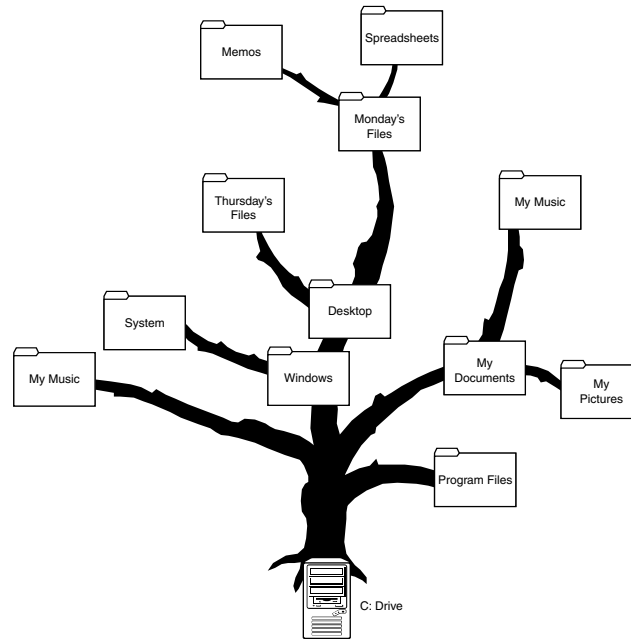 Spreadsheets
Memos
Monday's
Files
Thursday's
Files
My Music
Desktop
System
Windows
My Music
My
Documents
My
Pictures
Program Files
C: Drive